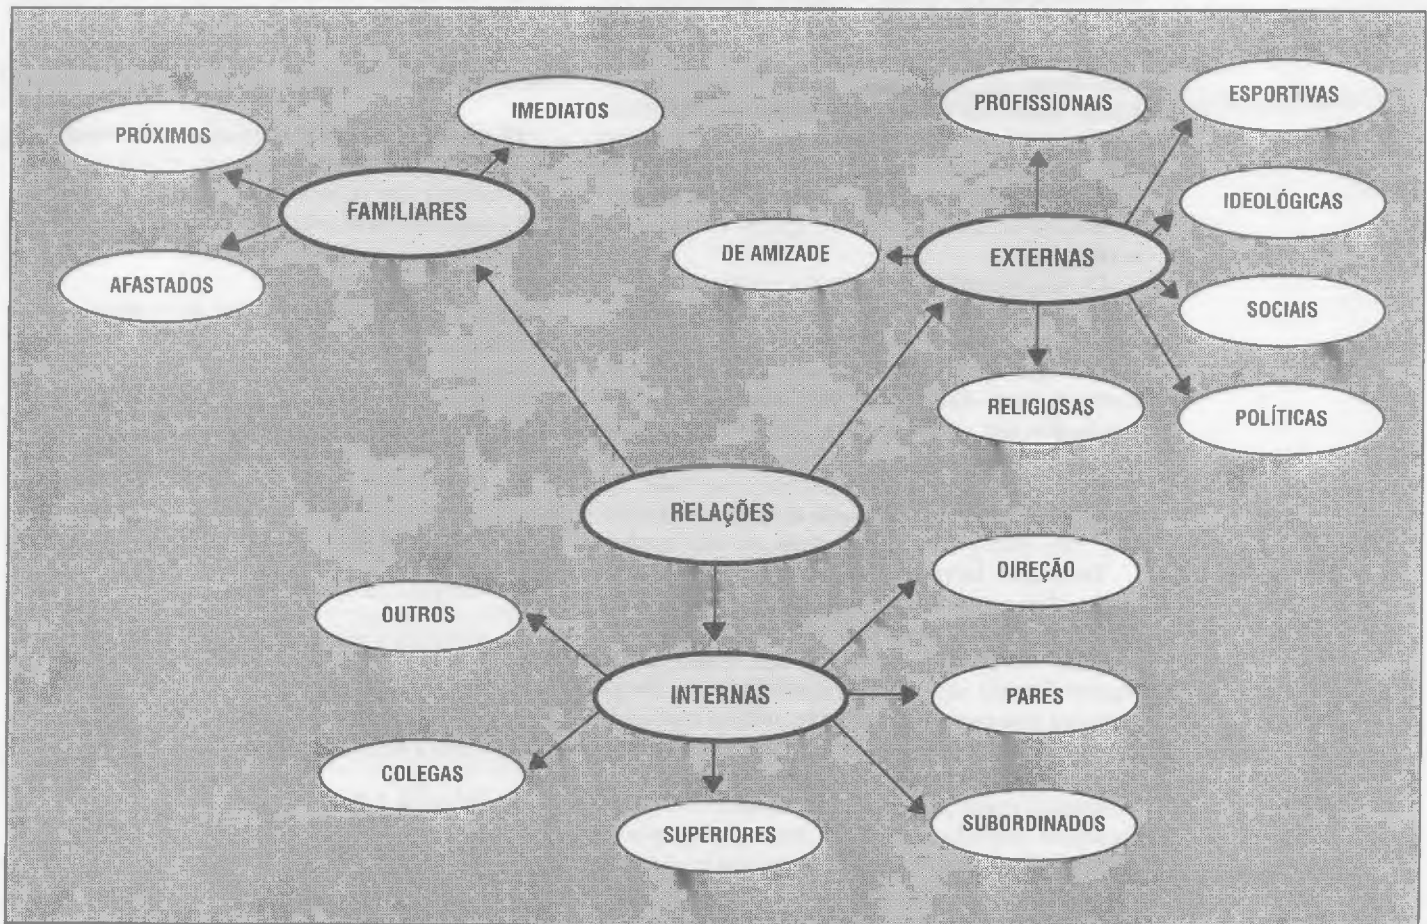 IMEDIATOS
PRÓXIMOS
FAMILIARES
AFASTADOS
PROFISSIONAIS
ESPORTIVAS
IDEOLÓGICAS
DE AMIZADE
EXTERNAS
SOCIAIS
RELIGIOSAS
POLÍTICAS
RELAÇÕES
OUTROS
DIREÇÃO
INTERNAS
PARES
COLEGAS
SUPERIORES
SUBORDINADOS